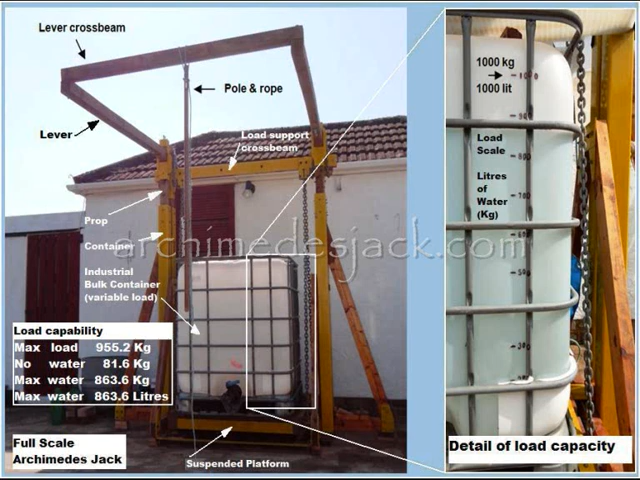 Lever crossbeam
Pole & rope
Lever
Load support
crossbeam
Prop
Container
archimedesjack.com
Industrial
Bulk Container
(variable load)
Load capability
Max load 955.2 Kg
No water 81.6 Kg
Max water 863.6 Kg
Max water 863.6 Litres
Full Scale
Archimedes Jack
Suspended Platform
1000 kg
1000 lit
Load
Scale
Litres
of
Water
(Kg)
Detail of load capacity